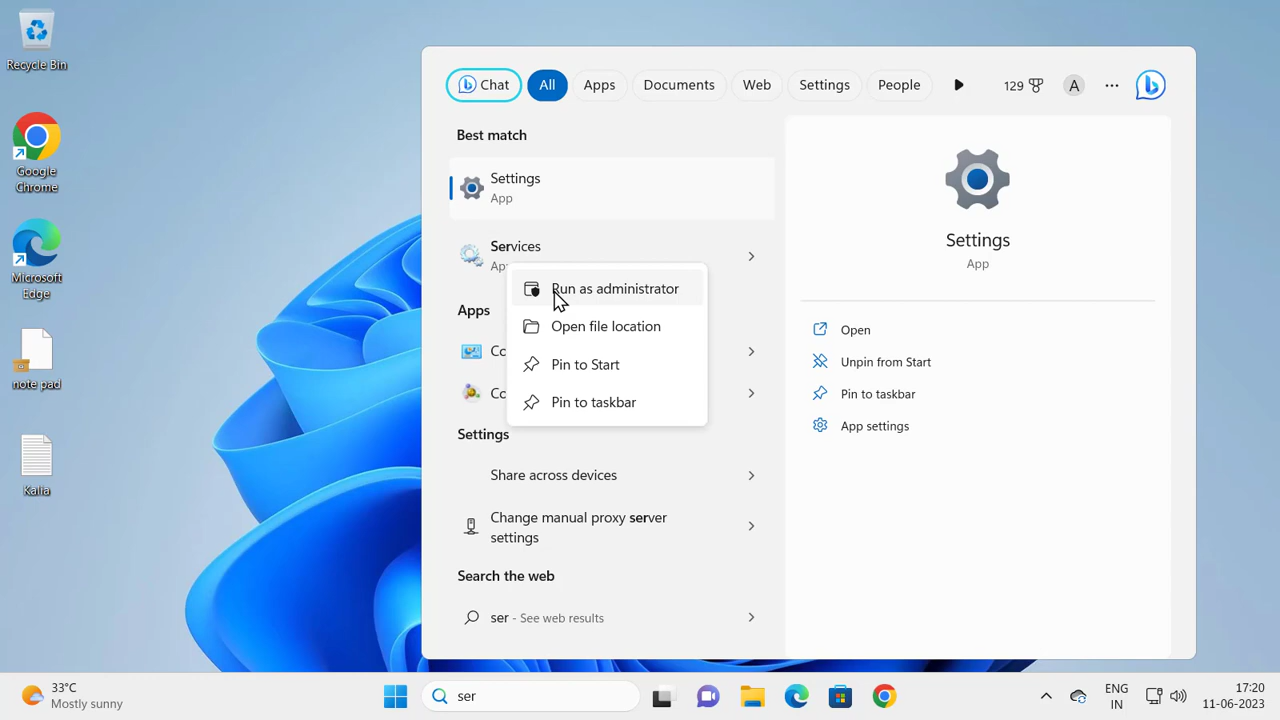 Recycle Bin
Google
Chrome
Microsoft
Edge
note pad
Kalia
Chat
All
Apps
Documents
Web
Settings
People
129
A
Best match
Settings
App
Services
Run as administrator
Open file location
Pin to Start
Pin to taskbar
Apps
Settings
Share across devices
Change manual proxy server
settings
Search the web
ser - See web results
Settings
App
Open
Unpin from Start
Pin to taskbar
App settings
33°C
Mostly sunny
ser
ENG
IN
17:20
11-06-2023